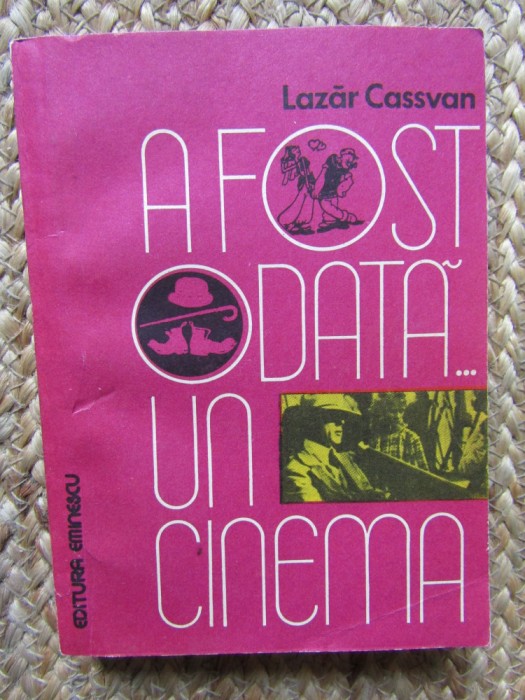 Lazăr Cassvan
A FOST
ODATĂ...
UN
CINEMA
EDITURA EMINESCU